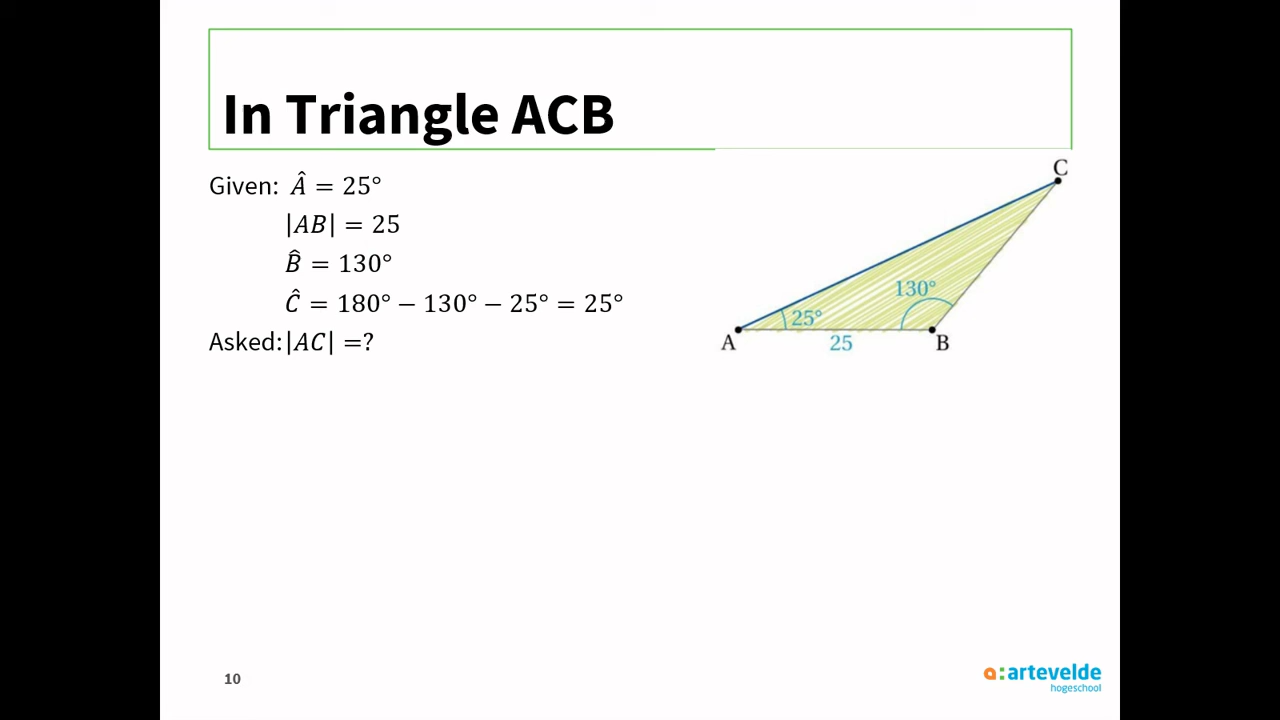 In Triangle ACB
Given: Â = 25°
|AB| = 25
B̂ = 130°
Ĉ = 180° − 130° − 25° = 25°
Asked:|AC| =?
C
130°
25°
A
25
B
10
a:artevelde
hogeschool